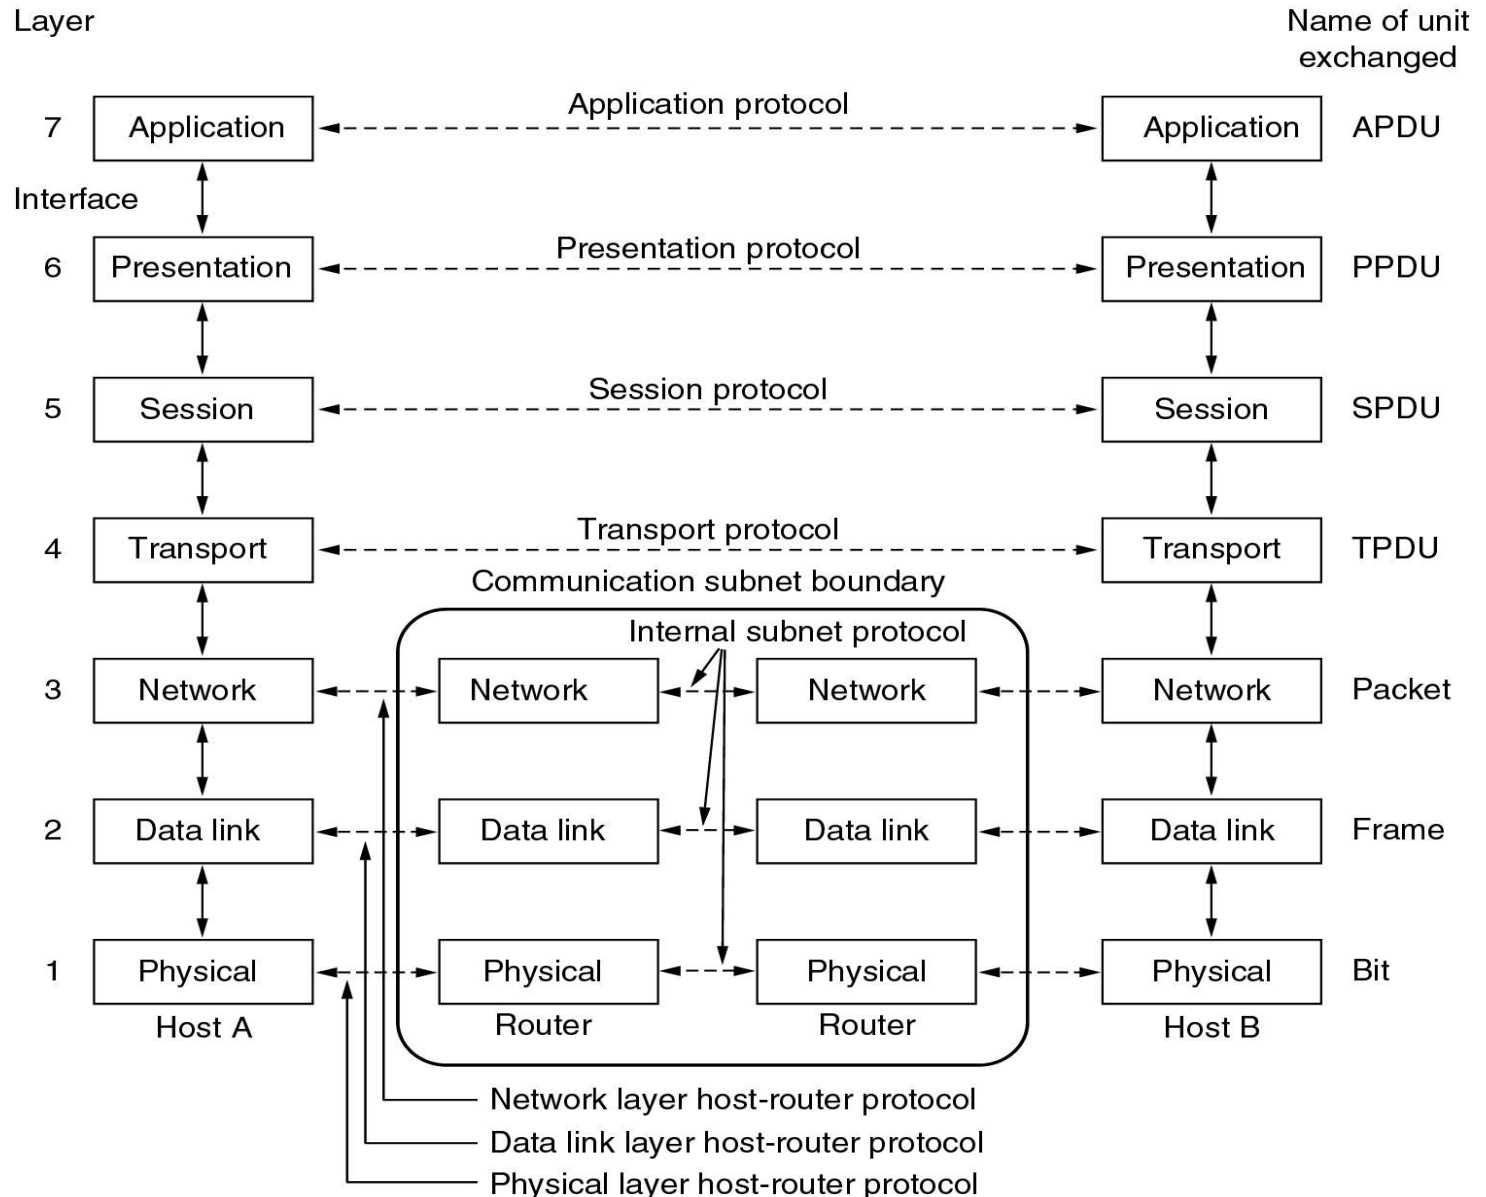 Layer
Name of unit
exchanged
Application protocol
7 Application Application APDU
Interface
Presentation protocol
6 Presentation Presentation PPDU
Session protocol
5 Session Session SPDU
Transport protocol
4 Transport Transport TPDU
Communication subnet boundary
Internal subnet protocol
3 Network Network Network Network Packet
2 Data link Data link Data link Data link Frame
1 Physical Physical Physical Physical Bit
Host A Router Router Host B
Network layer host-router protocol
Data link layer host-router protocol
Physical layer host-router protocol